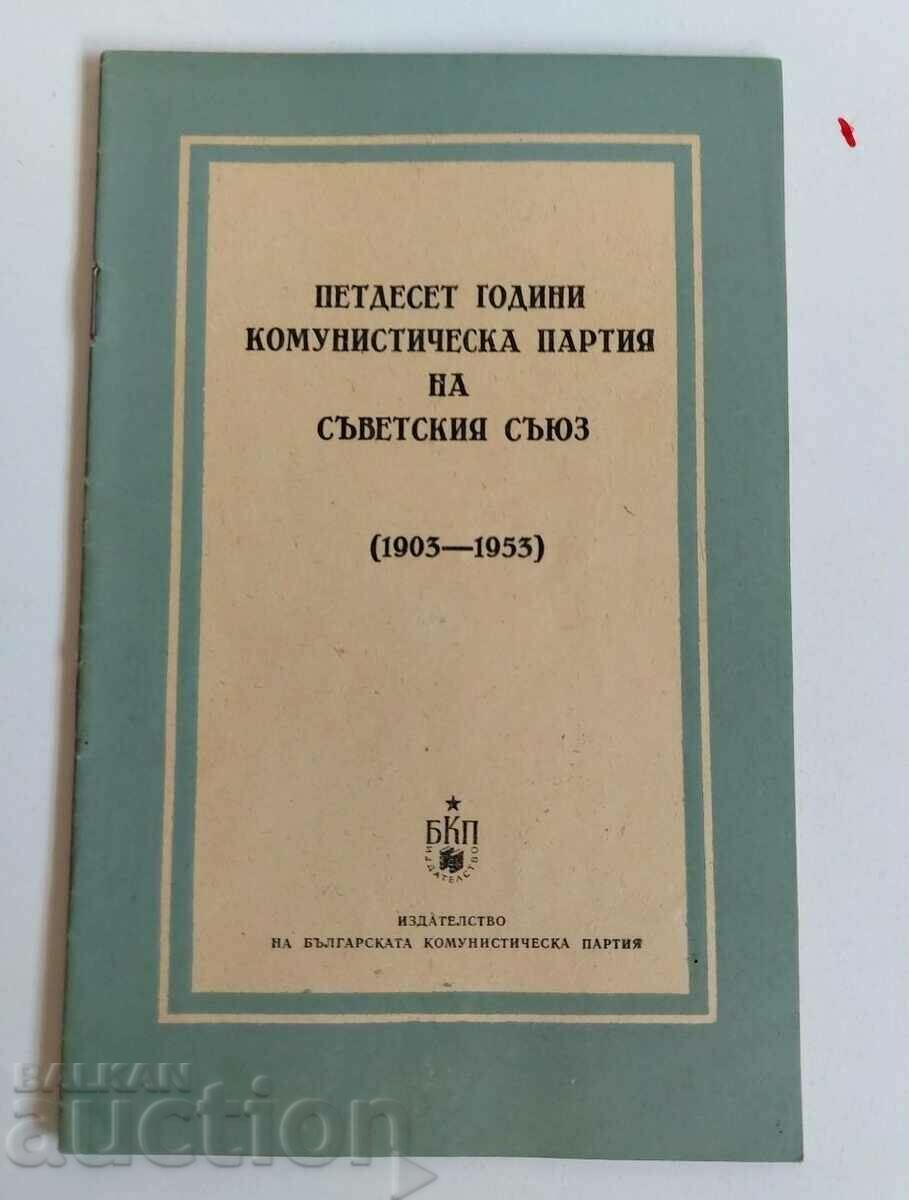 ПЕТДЕСЕТ ГОДИНИ
КОМУНИСТИЧЕСКА ПАРТИЯ
НА
СЪВЕТСКИЯ СЪЮЗ
(1903—1953)
БКП
ИЗДАТЕЛСТВО
ИЗДАТЕЛСТВО
НА БЪЛГАРСКАТА КОМУНИСТИЧЕСКА ПАРТИЯ
BALKAN
auction